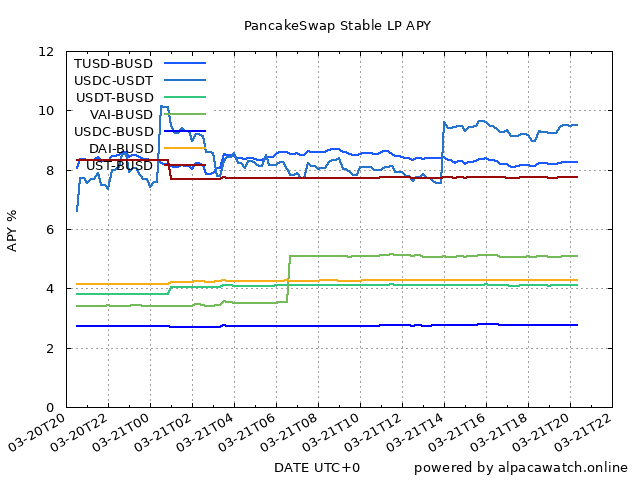 PancakeSwap Stable LP APY
TUSD-BUSD
USDC-USDT
USDT-BUSD
VAI-BUSD
USDC-BUSD
DAI-BUSD
UST-BUSD
12
10
8
6
4
2
0
APY %
03-20T20
03-20T22
03-21T00
03-21T02
03-21T04
03-21T06
03-21T08
03-21T10
03-21T12
03-21T14
03-21T16
03-21T18
03-21T20
03-21T22
DATE UTC+0
powered by alpacawatch.online